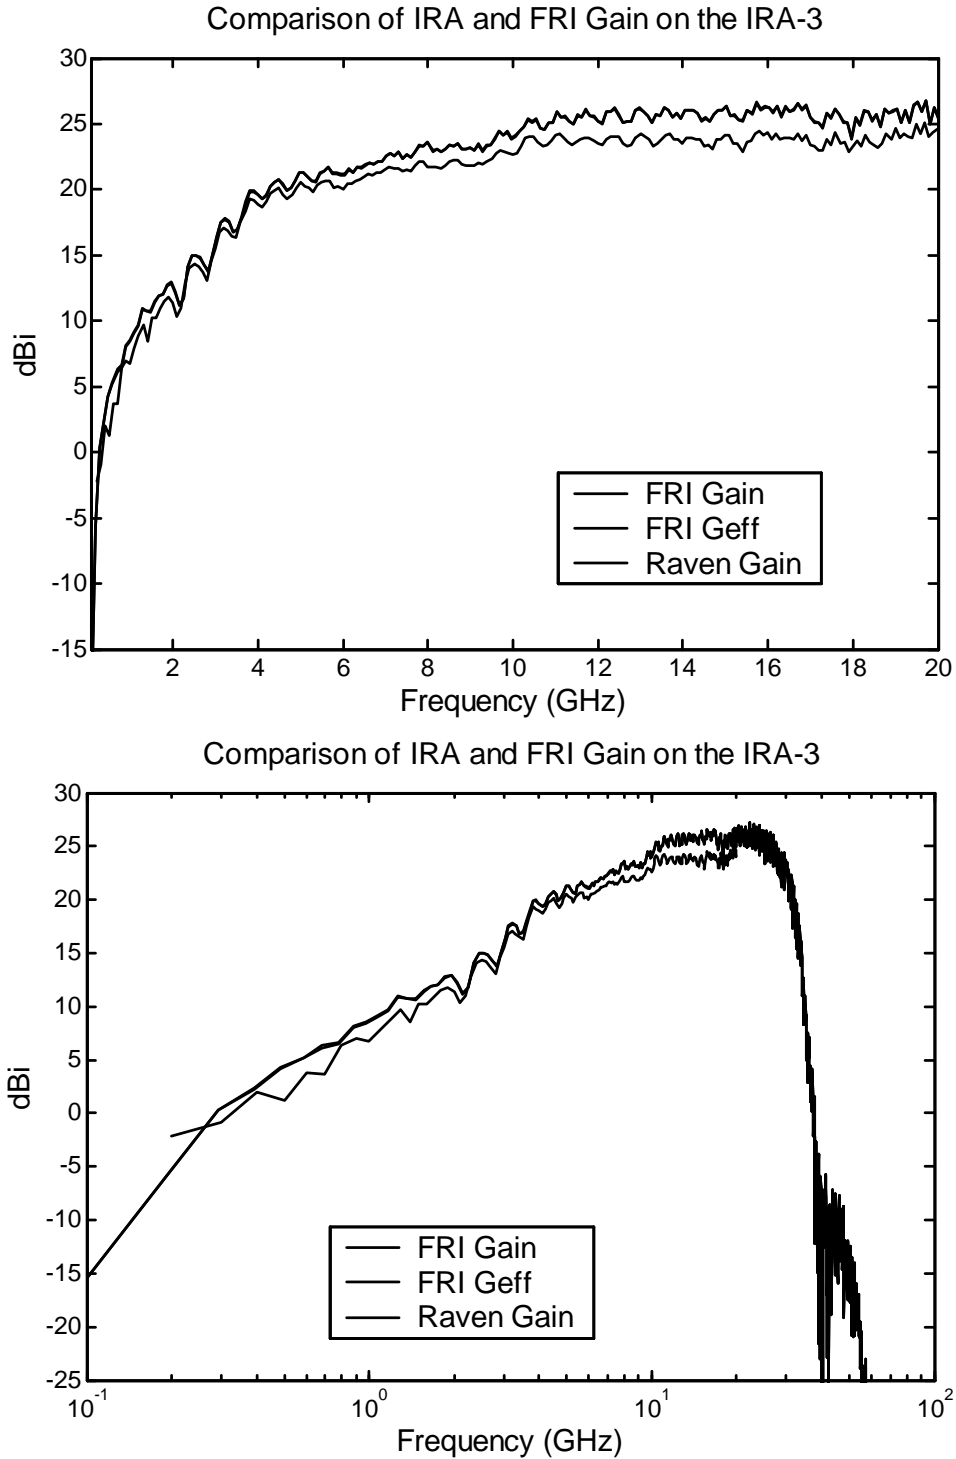 Comparison of IRA and FRI Gain on the IRA-3
30
25
20
15
10
5
0
-5
-10
-15
dBi
FRI Gain
FRI Geff
Raven Gain
2 4 6 8 10 12 14 16 18 20
Frequency (GHz)
Comparison of IRA and FRI Gain on the IRA-3
30
25
20
15
10
5
0
-5
-10
-15
-20
-25
dBi
FRI Gain
FRI Geff
Raven Gain
10⁻¹ 10⁰ 10¹ 10²
Frequency (GHz)